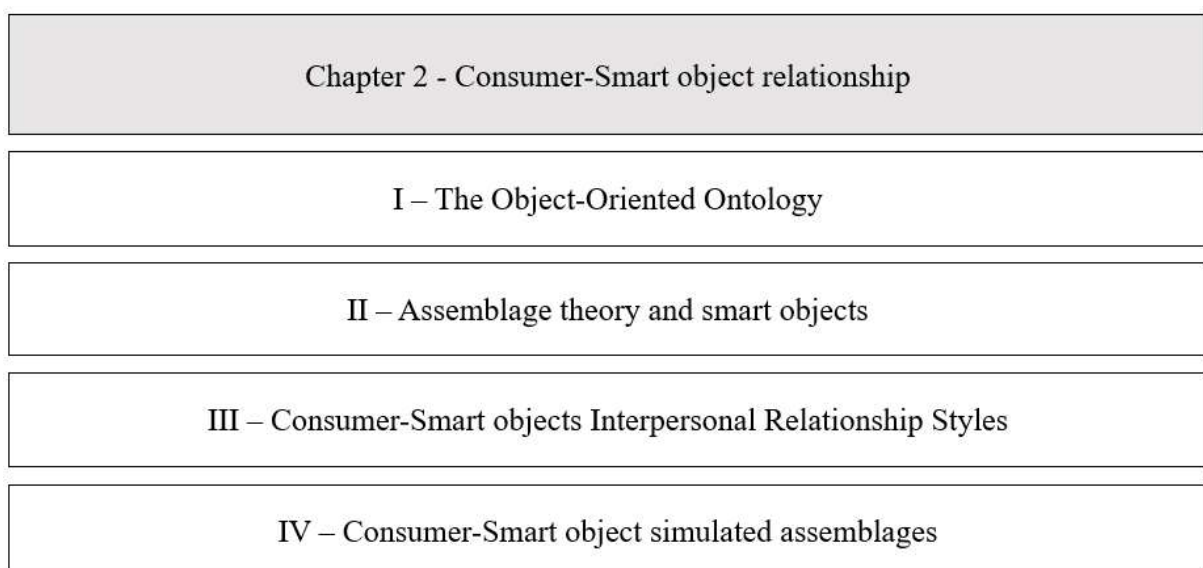 Chapter 2 - Consumer-Smart object relationship
I – The Object-Oriented Ontology
II – Assemblage theory and smart objects
III – Consumer-Smart objects Interpersonal Relationship Styles
IV – Consumer-Smart object simulated assemblages